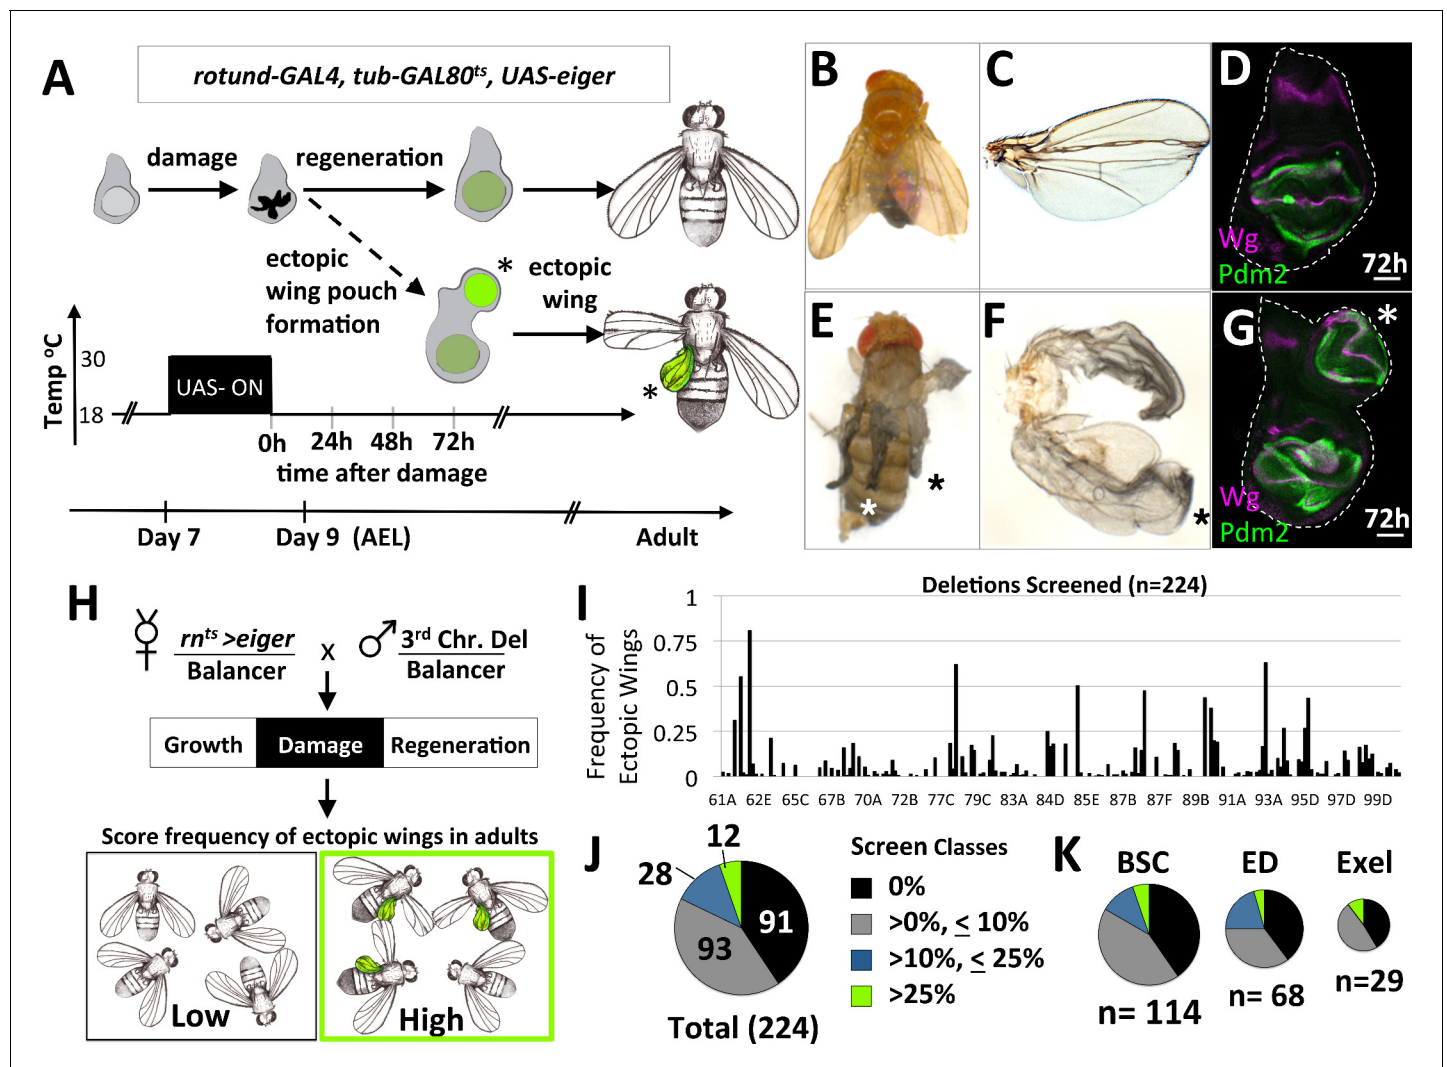 A
rotund-GAL4, tub-GAL80ts, UAS-eiger
damage
regeneration
ectopic
wing pouch
formation
*
ectopic
wing
*
Temp °C
30
18
UAS- ON
0h
24h
48h
72h
time after damage
Day 7
Day 9 (AEL)
Adult
B
C
D
Wg
Pdm2
72h
E
*
*
F
*
G
*
Wg
Pdm2
72h
H
rnts >eiger
Balancer
x
3rd Chr. Del
Balancer
Growth
Damage
Regeneration
Score frequency of ectopic wings in adults
Low
High
I
Deletions Screened (n=224)
Frequency of
Ectopic Wings
1
0.75
0.5
0.25
0
61A 62E 65C 67B 70A 72B 77C 79C 83A 84D 85E 87B 87F 89B 91A 93A 95D 97D 99D
J
12
28
91
93
Total (224)
Screen Classes
0%
>0%, ≤ 10%
>10%, ≤ 25%
>25%
K
BSC
ED
Exel
n= 114
n= 68
n=29